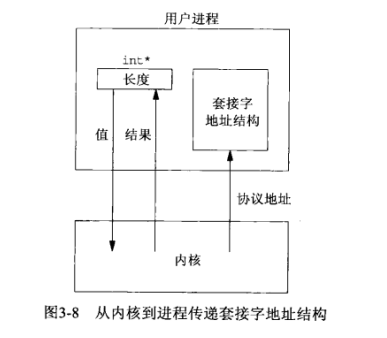 用户进程
int*
长度
套接字
地址结构
值
结果
协议地址
内核
图3-8 从内核到进程传递套接字地址结构